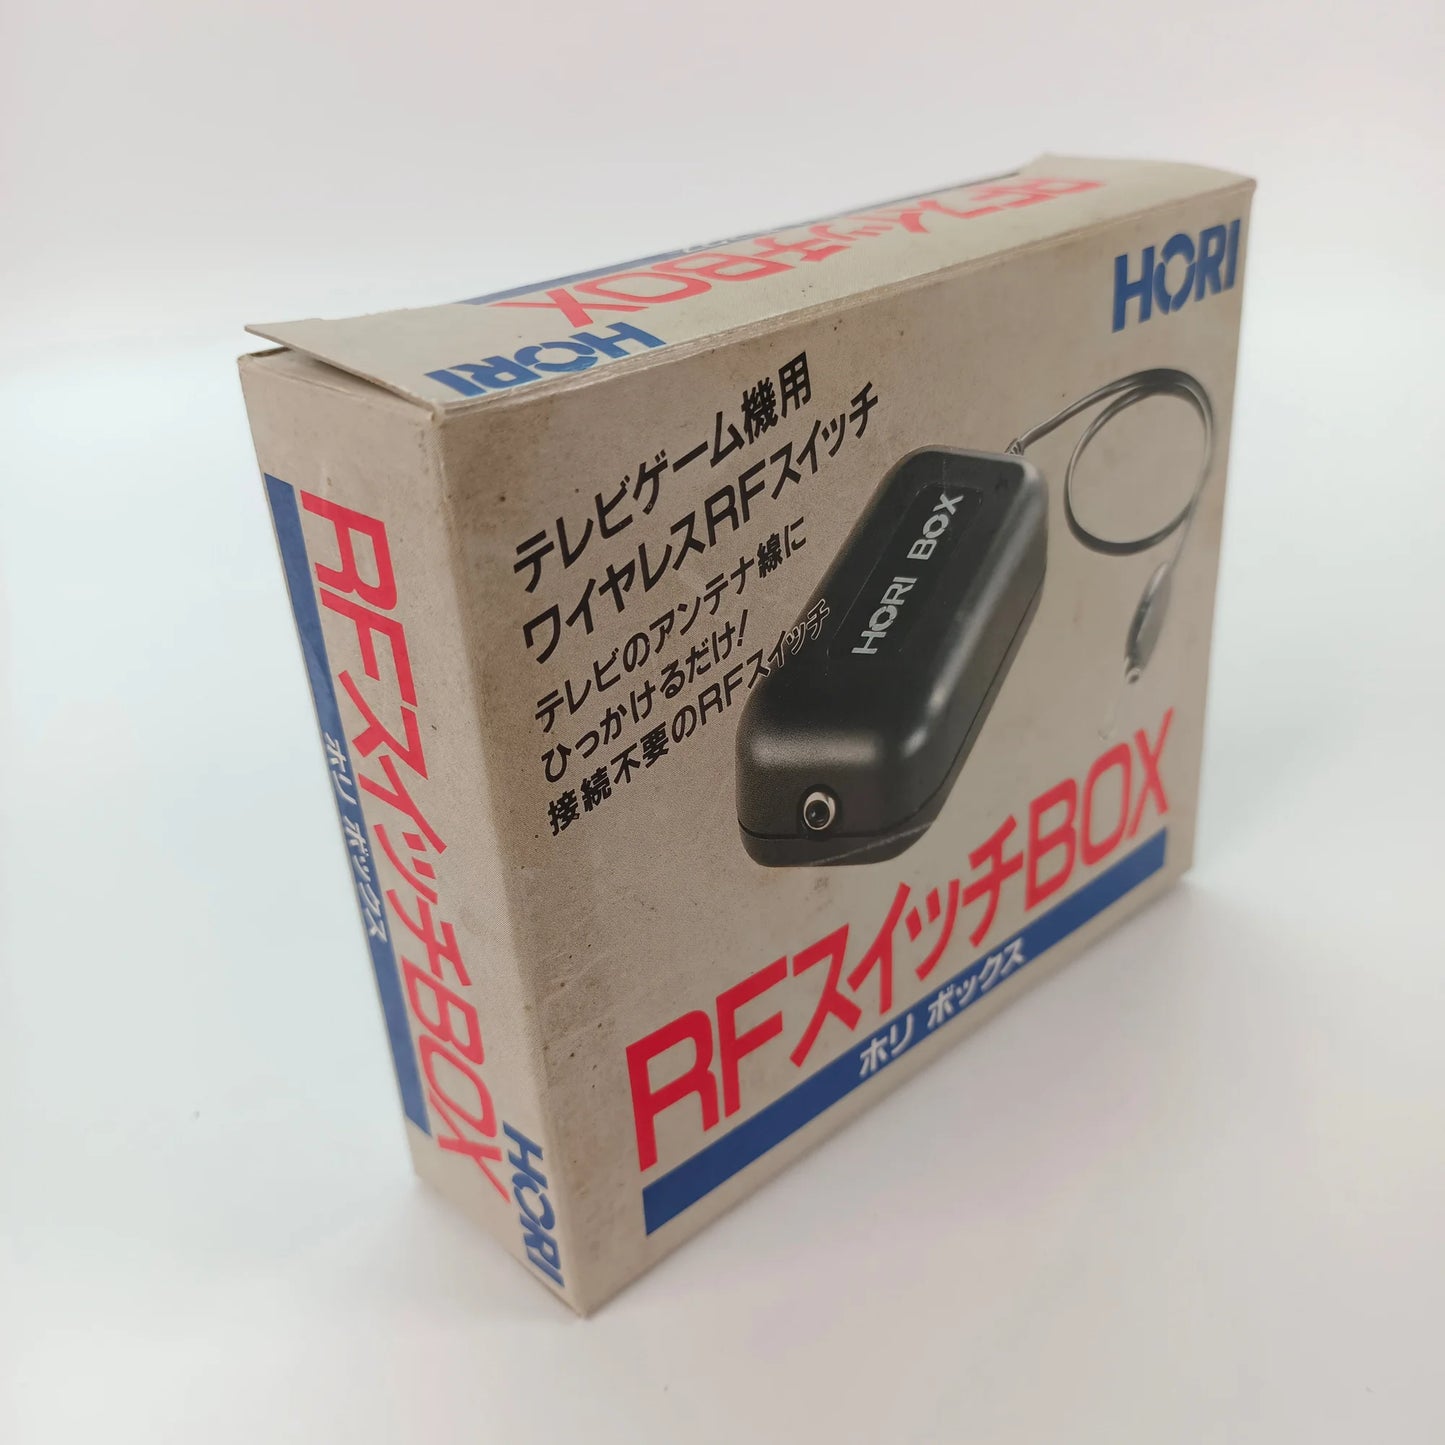 RFスイッチBOX
HORI
HORI
テレビゲーム機用
ワイヤレスRFスイッチ
テレビのアンテナ線に
ひっかけるだけ!
接続不要のRFスイッチ
HORI BOX
RFスイッチBOX
ホリ ボックス
RFスイッチBOX
ホリ ボックス
HORI